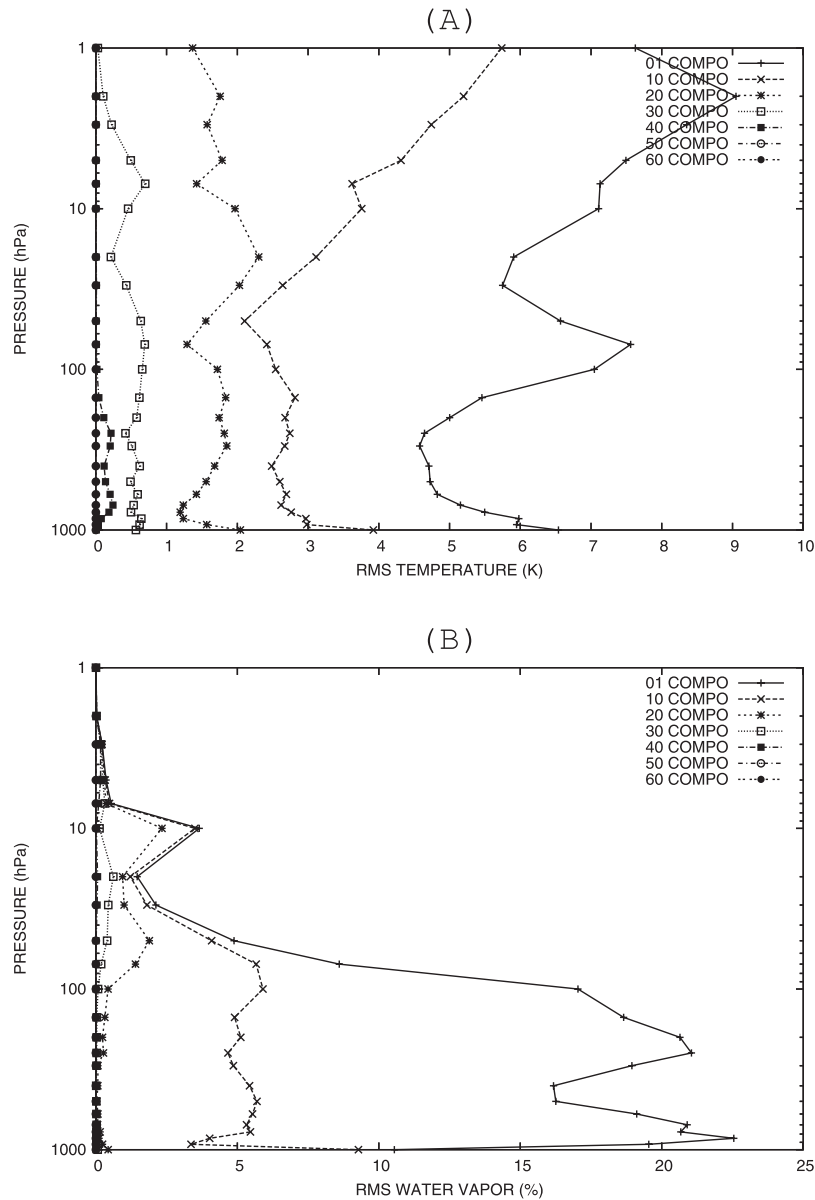 (A)
1
10
100
1000
PRESSURE (hPa)
01 COMPO
10 COMPO
20 COMPO
30 COMPO
40 COMPO
50 COMPO
60 COMPO
0 1 2 3 4 5 6 7 8 9 10
RMS TEMPERATURE (K)
(B)
1
10
100
1000
PRESSURE (hPa)
01 COMPO
10 COMPO
20 COMPO
30 COMPO
40 COMPO
50 COMPO
60 COMPO
0 5 10 15 20 25
RMS WATER VAPOR (%)